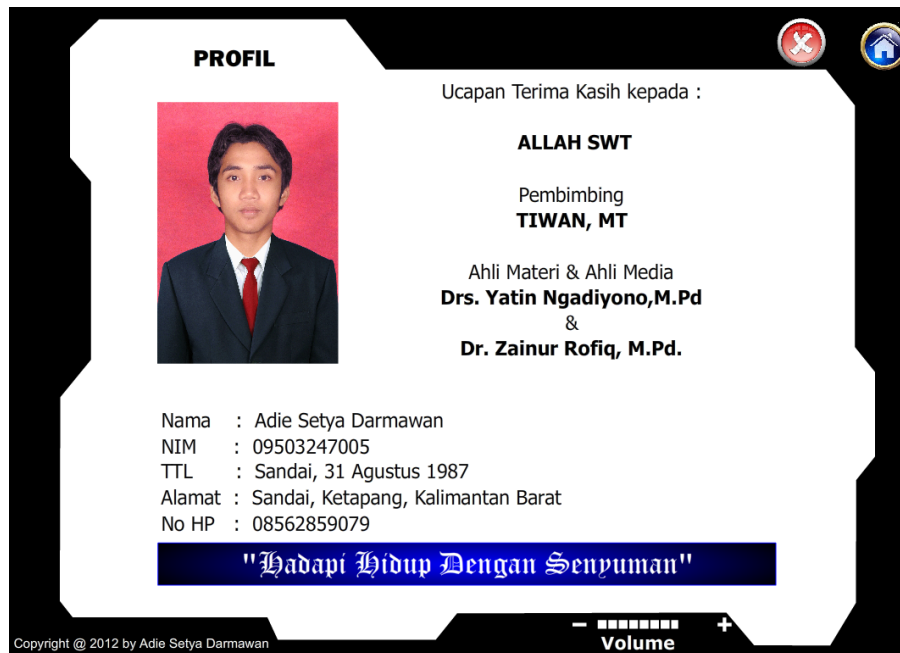 PROFIL
Ucapan Terima Kasih kepada :
ALLAH SWT
Pembimbing
TIWAN, MT
Ahli Materi & Ahli Media
Drs. Yatin Ngadiyono,M.Pd
&
Dr. Zainur Rofiq, M.Pd.
Nama : Adie Setya Darmawan
NIM : 09503247005
TTL : Sandai, 31 Agustus 1987
Alamat : Sandai, Ketapang, Kalimantan Barat
No HP : 08562859079
"Hadapi Hidup Dengan Senyuman"
- +
Volume
Copyright @ 2012 by Adie Setya Darmawan